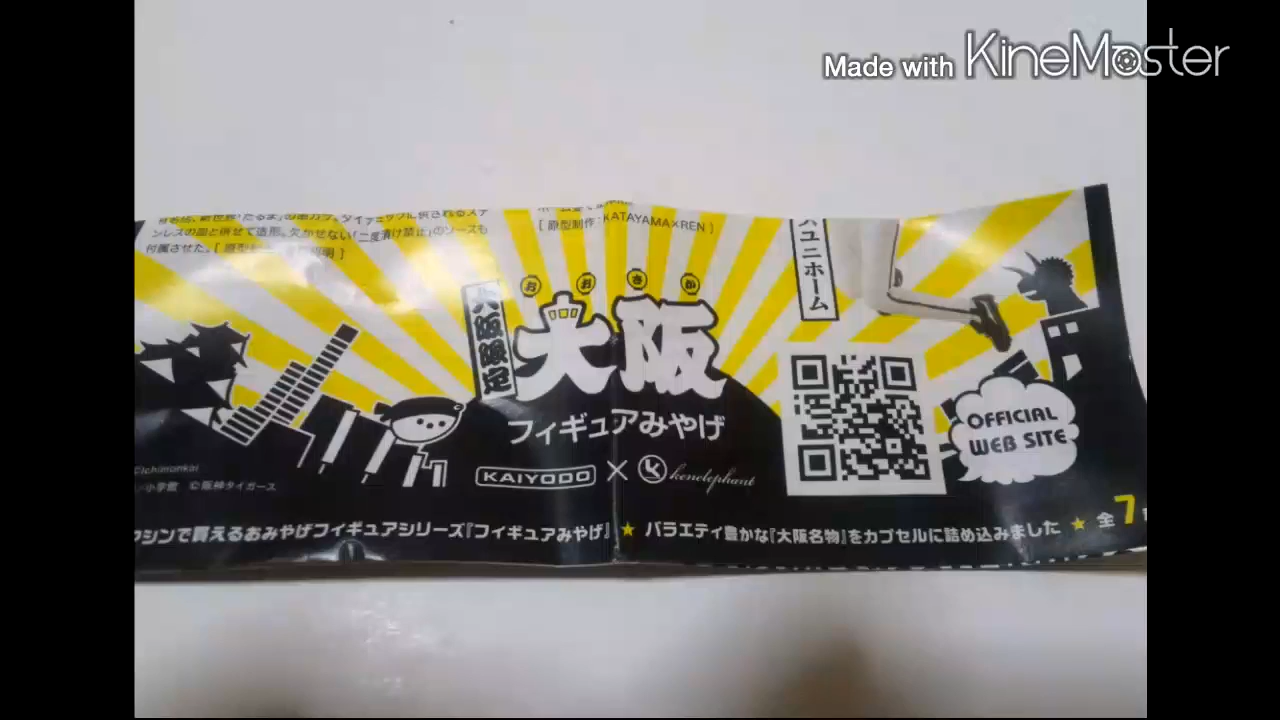 Made with KINEMASTER
ンレスの皿と併せて造形。欠かせない「二度漬け禁止」のソースも
付属させた。[原型
[原型制作：KATAYAMA×REN]
ユニホーム
おおさか
大阪限定
大阪
フィギュアみやげ
KAIYODO × kenelephant
OFFICIAL
WEB SITE
小学館 ©阪神タイガース
シンで買えるおみやげフィギュアシリーズ『フィギュアみやげ』★ バラエティ豊かな『大阪名物』をカプセルに詰め込みました ★ 全7